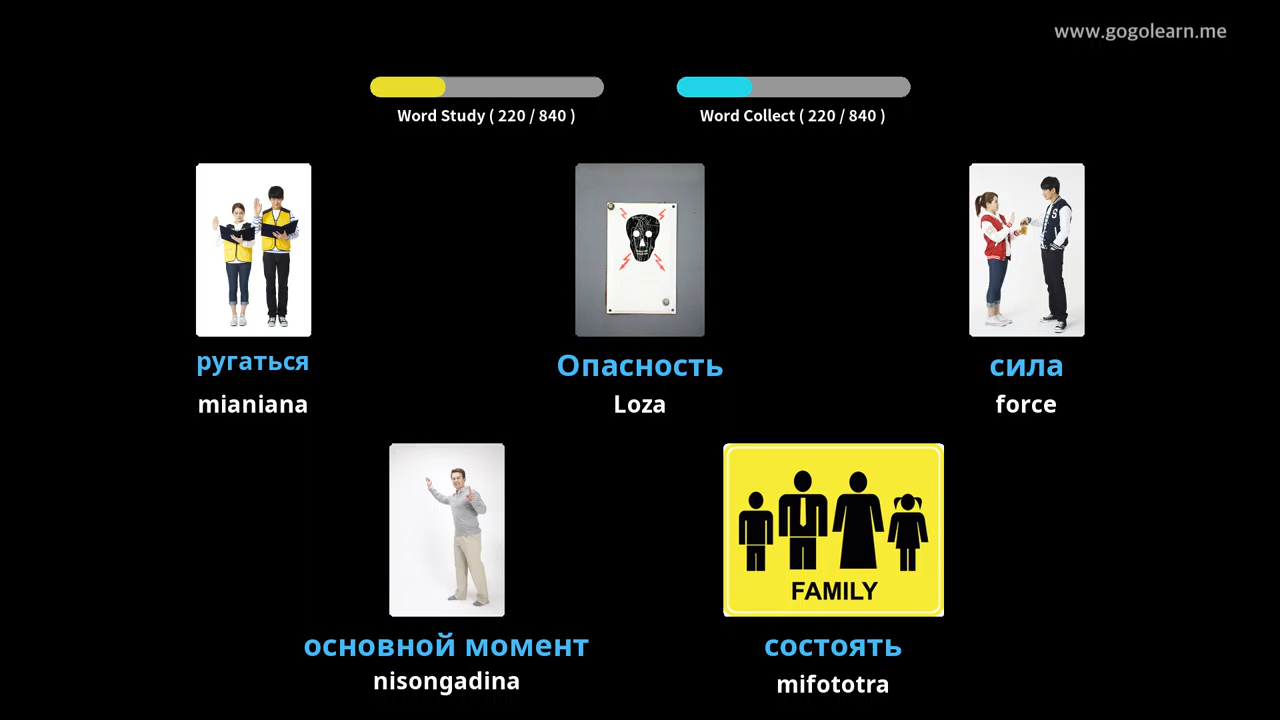 www.gogolearn.me
Word Study ( 220 / 840 )
Word Collect ( 220 / 840 )
ругаться
mianiana
Опасность
Loza
сила
force
S
FAMILY
основной момент
nisongadina
состоять
mifototra